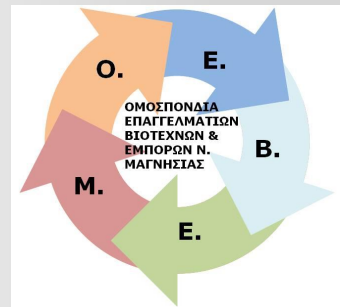 Ο.
Ε.
Β.
Ε.
Μ.
ΟΜΟΣΠΟΝΔΙΑ
ΕΠΑΓΓΕΛΜΑΤΙΩΝ
ΒΙΟΤΕΧΝΩΝ &
ΕΜΠΟΡΩΝ Ν.
ΜΑΓΝΗΣΙΑΣ